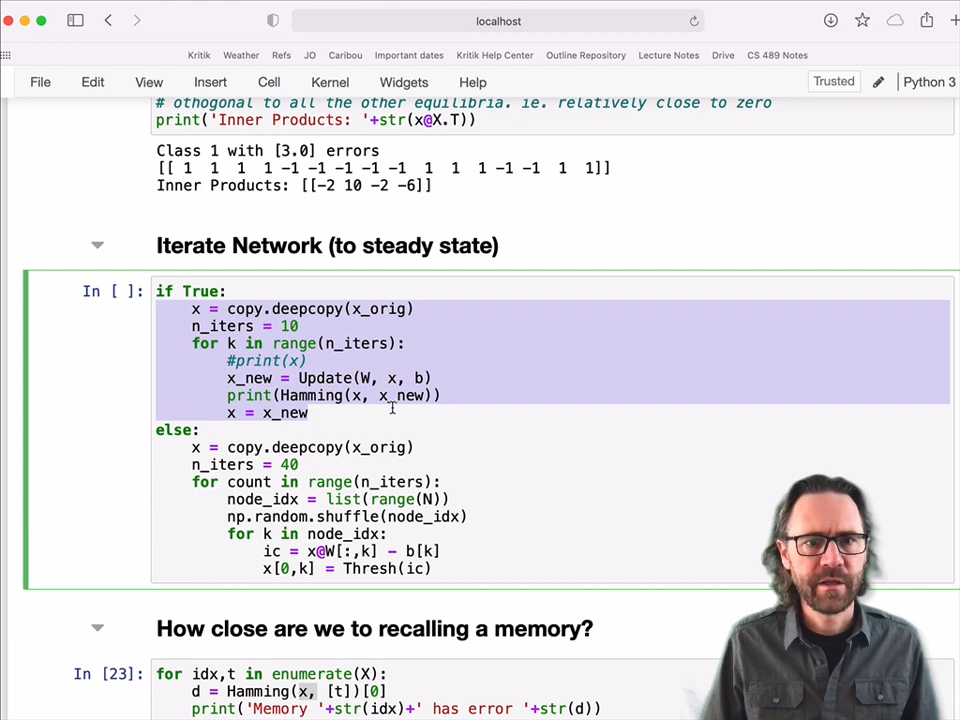 localhost
Kritik Weather Refs JO Caribou Important dates Kritik Help Center Outline Repository Lecture Notes Drive CS 489 Notes
File Edit View Insert Cell Kernel Widgets Help Trusted Python 3
# othogonal to all the other equilibria. ie. relatively close to zero
print('Inner Products: '+str(x@X.T))
Class 1 with [3.0] errors
[[ 1 1 1 1 -1 -1 -1 -1 -1 1 1 1 -1 -1 1 1]]
Inner Products: [[-2 10 -2 -6]]
Iterate Network (to steady state)
In [ ]: if True:
x = copy.deepcopy(x_orig)
n_iters = 10
for k in range(n_iters):
#print(x)
x_new = Update(W, x, b)
print(Hamming(x, x_new))
x = x_new
else:
x = copy.deepcopy(x_orig)
n_iters = 40
for count in range(n_iters):
node_idx = list(range(N))
np.random.shuffle(node_idx)
for k in node_idx:
ic = x@W[:,k] - b[k]
x[0,k] = Thresh(ic)
How close are we to recalling a memory?
In [23]: for idx,t in enumerate(X):
d = Hamming(x, [t])[0]
print('Memory '+str(idx)+' has error '+str(d))